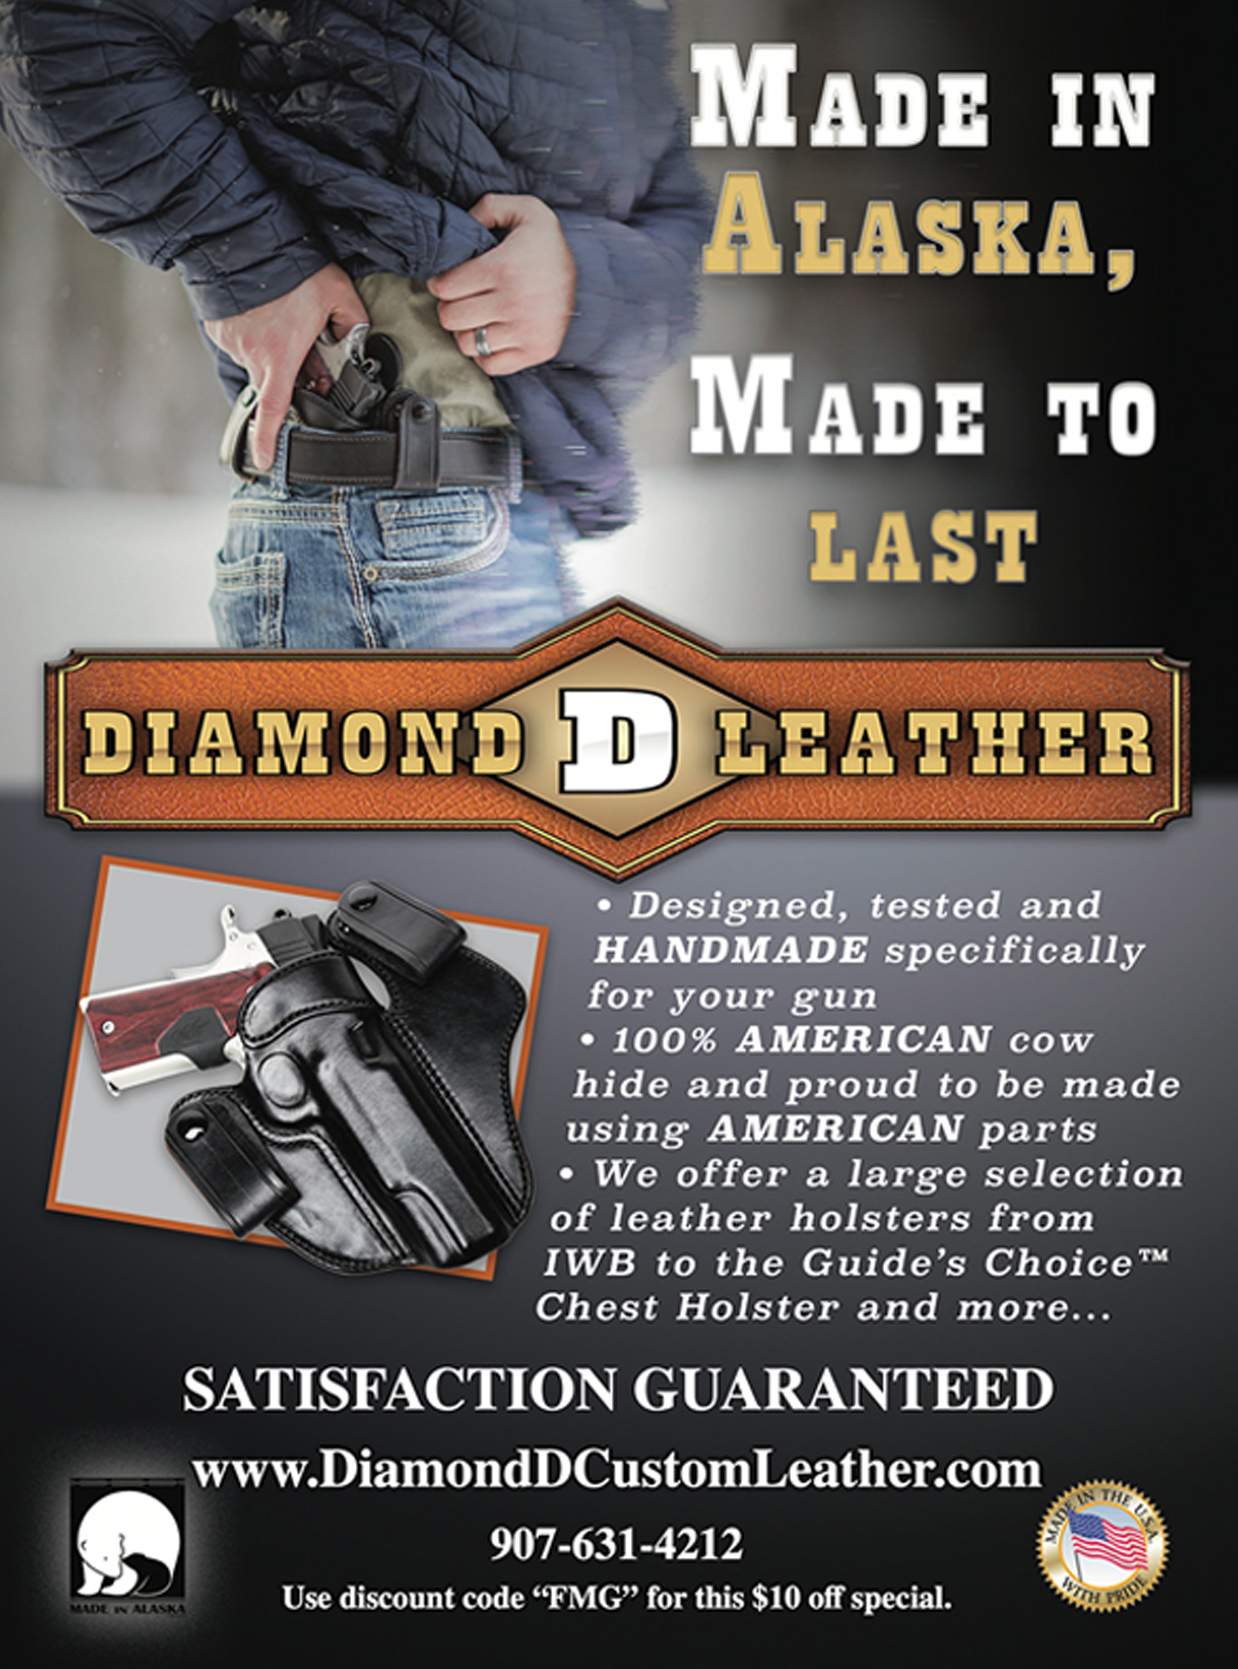 MADE IN
ALASKA,
MADE TO
LAST
DIAMOND D LEATHER
• Designed, tested and
HANDMADE specifically
for your gun
• 100% AMERICAN cow
hide and proud to be made
using AMERICAN parts
• We offer a large selection
of leather holsters from
IWB to the Guide's Choice™
Chest Holster and more...
SATISFACTION GUARANTEED
www.DiamondDCustomLeather.com
907-631-4212
Use discount code “FMG” for this $10 off special.
MADE IN ALASKA
MADE IN THE U.S.A.
WITH PRIDE